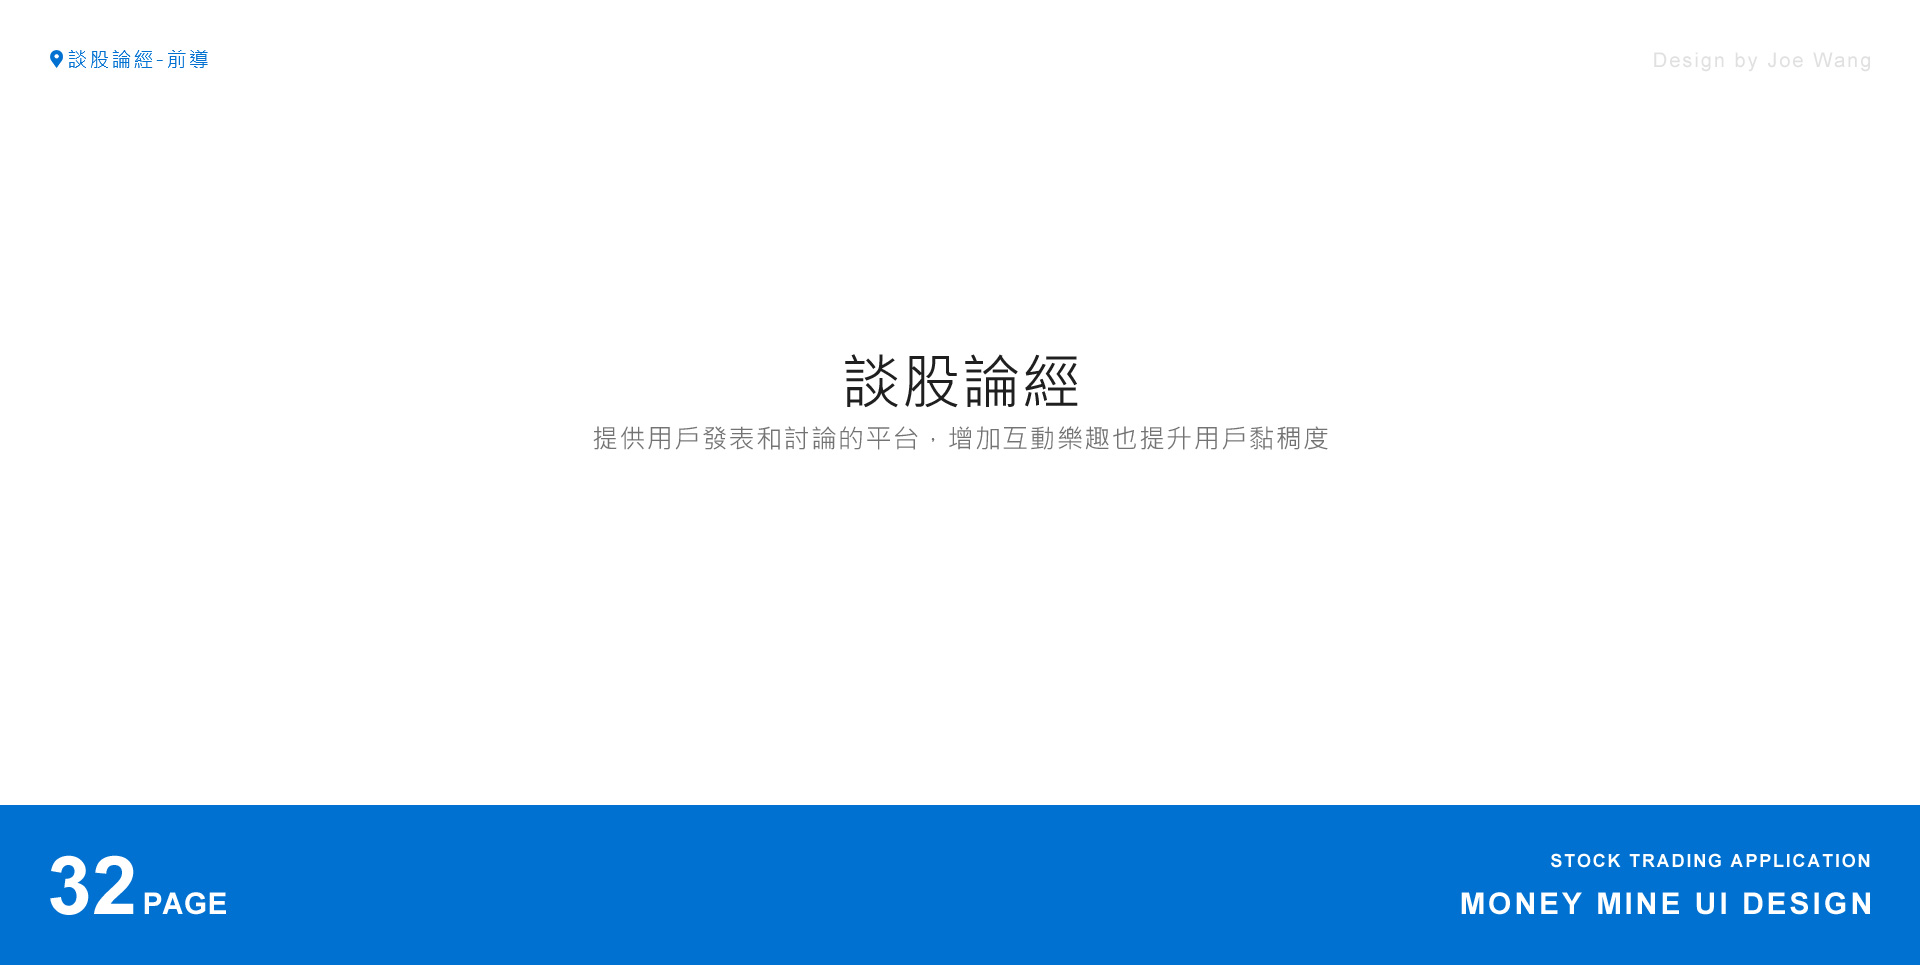 談股論經-前導
Design by Joe Wang
談股論經
提供用戶發表和討論的平台，增加互動樂趣也提升用戶黏稠度
32 PAGE
STOCK TRADING APPLICATION
MONEY MINE UI DESIGN